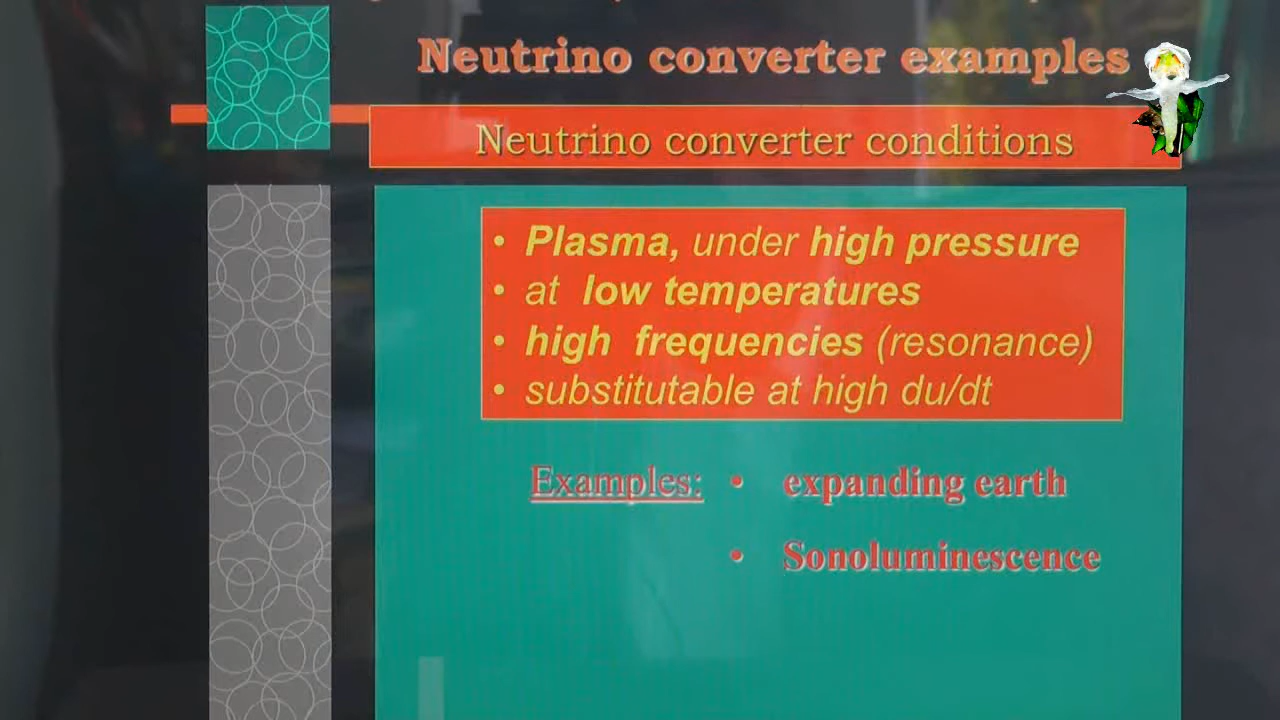 Neutrino converter examples
Neutrino converter conditions
• Plasma, under high pressure
• at low temperatures
• high frequencies (resonance)
• substitutable at high du/dt
Examples: • expanding earth
• Sonoluminescence